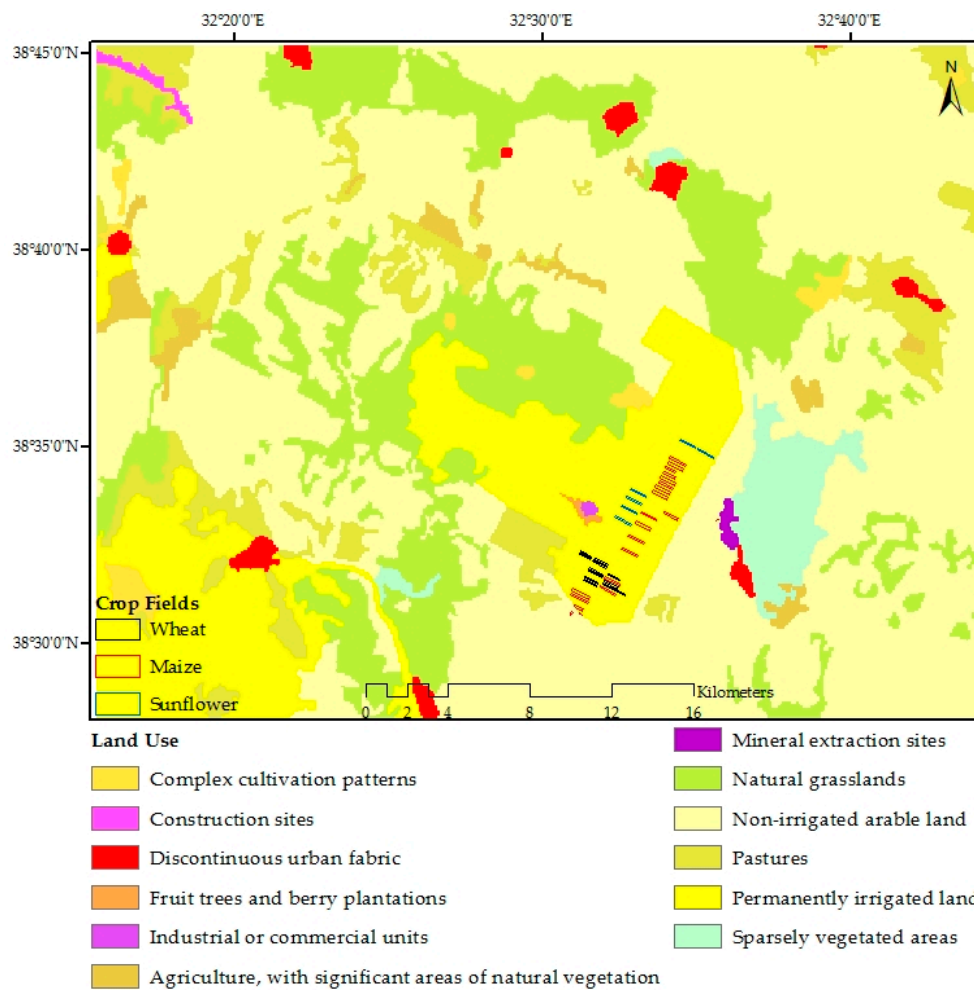 32°20'0"E
32°30'0"E
32°40'0"E
38°45'0"N
N
38°40'0"N
38°35'0"N
38°30'0"N
Crop Fields
Wheat
Maize
Sunflower
Kilometers
0 2 4 8 12 16
Land Use
Complex cultivation patterns
Construction sites
Discontinuous urban fabric
Fruit trees and berry plantations
Industrial or commercial units
Agriculture, with significant areas of natural vegetation
Mineral extraction sites
Natural grasslands
Non-irrigated arable land
Pastures
Permanently irrigated land
Sparsely vegetated areas